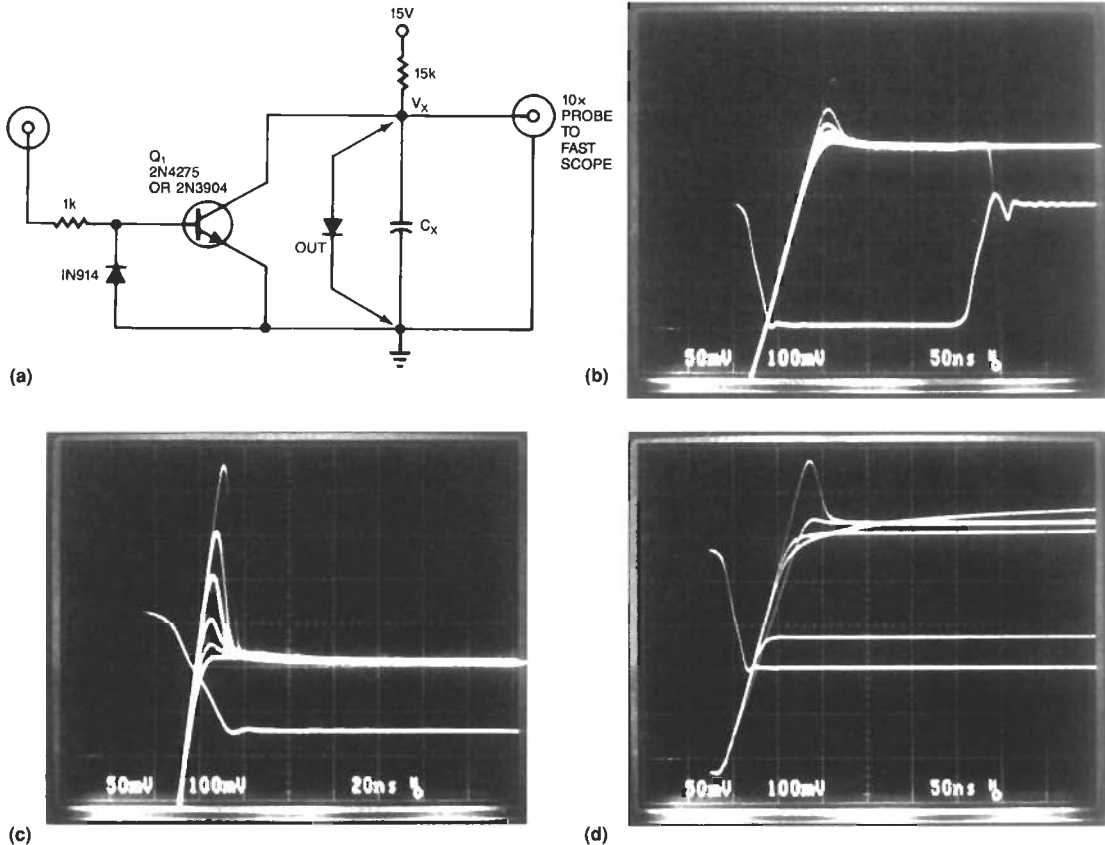 15V
15k
VX
10×
PROBE
TO
FAST
SCOPE
Q1
2N4275
OR 2N3904
1k
IN914
OUT
CX
(a)
50mV 100mV 50ns
(b)
50mV 100mV 20ns
(c)
50mV 100mV 50ns
(d)